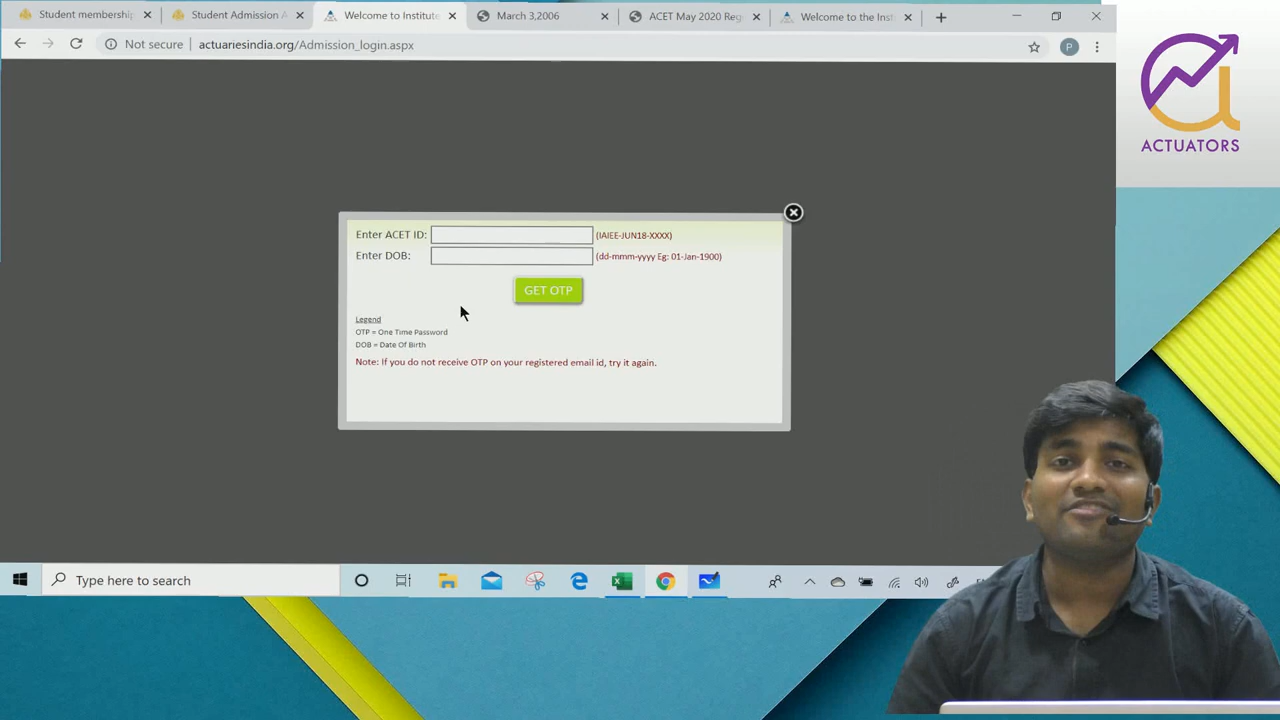 Student membership
Student Admission A
Welcome to Institute
March 3,2006
ACET May 2020 Reg
Welcome to the Inst
Not secure
actuariesindia.org/Admission_login.aspx
P
ACTUATORS
Enter ACET ID:
(IAIEE-JUN18-XXXX)
Enter DOB:
(dd-mmm-yyyy Eg: 01-Jan-1900)
GET OTP
Legend
OTP = One Time Password
DOB = Date Of Birth
Note: If you do not receive OTP on your registered email id, try it again.
Type here to search